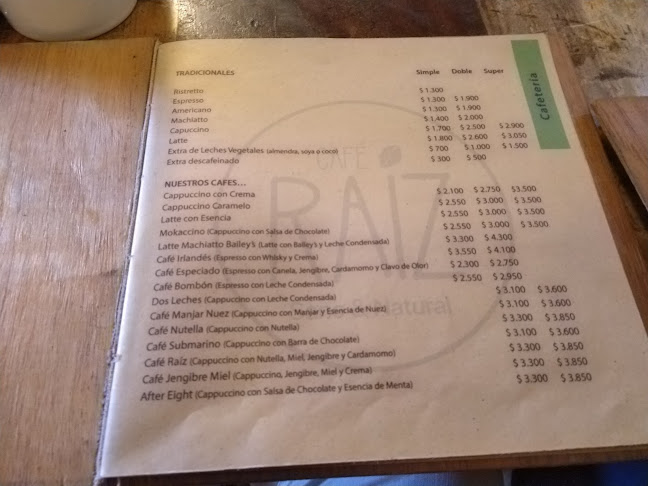 TRADICIONALES Simple Doble Super
Ristretto $ 1.300
Espresso $ 1.300 $ 1.900
Americano $ 1.300 $ 1.900
Machiatto $ 1.400 $ 2.000
Capuccino $ 1.700 $ 2.500 $ 2.900
Latte $ 1.800 $ 2.600 $ 3.050
Extra de Leches Vegetales (almendra, soya o coco) $ 700 $ 1.000 $ 1.500
Extra descafeinado $ 300 $ 500
NUESTROS CAFES...
Cappuccino con Crema $ 2.100 $ 2.750 $3.500
Cappuccino Caramelo $ 2.550 $ 3.000 $ 3.500
Latte con Esencia $ 2.550 $ 3.000 $ 3.500
Mokaccino (Cappuccino con Salsa de Chocolate) $ 2.550 $ 3.000 $ 3.500
Latte Machiatto Bailey's (Latte con Bailey's y Leche Condensada) $ 3.300 $ 4.300
Café Irlandés (Espresso con Whisky y Crema) $ 3.550 $ 4.100
Café Especiado (Espresso con Canela, Jengibre, Cardamomo y Clavo de Olor) $ 2.300 $ 2.750
Café Bombón (Espresso con Leche Condensada) $ 2.550 $ 2.950
Dos Leches (Cappuccino con Leche Condensada) $ 3.100 $ 3.600
Café Manjar Nuez (Cappuccino con Manjar y Esencia de Nuez) $ 3.100 $ 3.600
Café Nutella (Cappuccino con Nutella) $ 3.300 $ 3.850
Café Submarino (Cappuccino con Barra de Chocolate) $ 3.100 $ 3.600
Café Raíz (Cappuccino con Nutella, Miel, Jengibre y Cardamomo) $ 3.300 $ 3.850
Café Jengibre Miel (Cappuccino, Jengibre, Miel y Crema) $ 3.300 $ 3.850
After Eight (Cappuccino con Salsa de Chocolate y Esencia de Menta) $ 3.300 $ 3.850
Cafetería
CAFÉ
RAIZ
& Natural